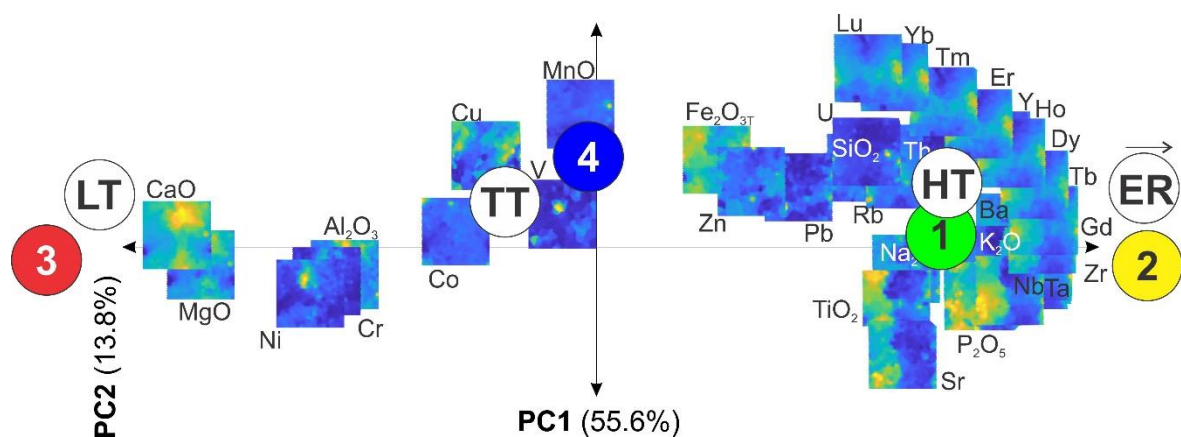 Lu
Yb
Tm
Er
Y
Ho
Dy
Tb
Gd
Zr
MnO
Cu
V
4
Fe₂O₃T
U
SiO₂
Th
HT
ER
LT
CaO
TT
Zn
Pb
Rb
Ba
1
K₂O
Na₂
2
3
Al₂O₃
Co
MgO
Ni
Cr
TiO₂
Nb
Ta
P₂O₅
Sr
PC2 (13.8%)
PC1 (55.6%)